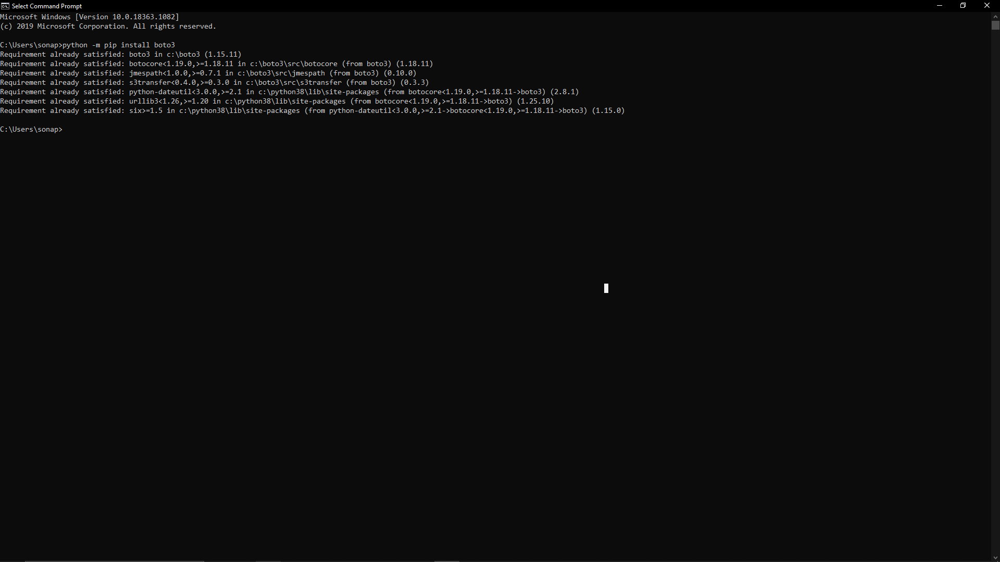 Select Command Prompt
Microsoft Windows [Version 10.0.18363.1082]
(c) 2019 Microsoft Corporation. All rights reserved.
C:\Users\sonap>python -m pip install boto3
Requirement already satisfied: boto3 in c:\boto3 (1.15.11)
Requirement already satisfied: botocore<1.19.0,>=1.18.11 in c:\boto3\src\botocore (from boto3) (1.18.11)
Requirement already satisfied: jmespath<1.0.0,>=0.7.1 in c:\boto3\src\jmespath (from boto3) (0.10.0)
Requirement already satisfied: s3transfer<0.4.0,>=0.3.0 in c:\boto3\src\s3transfer (from boto3) (0.3.3)
Requirement already satisfied: python-dateutil<3.0.0,>=2.1 in c:\python38\lib\site-packages (from botocore<1.19.0,>=1.18.11->boto3) (2.8.1)
Requirement already satisfied: urllib3<1.26,>=1.20 in c:\python38\lib\site-packages (from botocore<1.19.0,>=1.18.11->boto3) (1.25.10)
Requirement already satisfied: six>=1.5 in c:\python38\lib\site-packages (from python-dateutil<3.0.0,>=2.1->botocore<1.19.0,>=1.18.11->boto3) (1.15.0)
C:\Users\sonap>